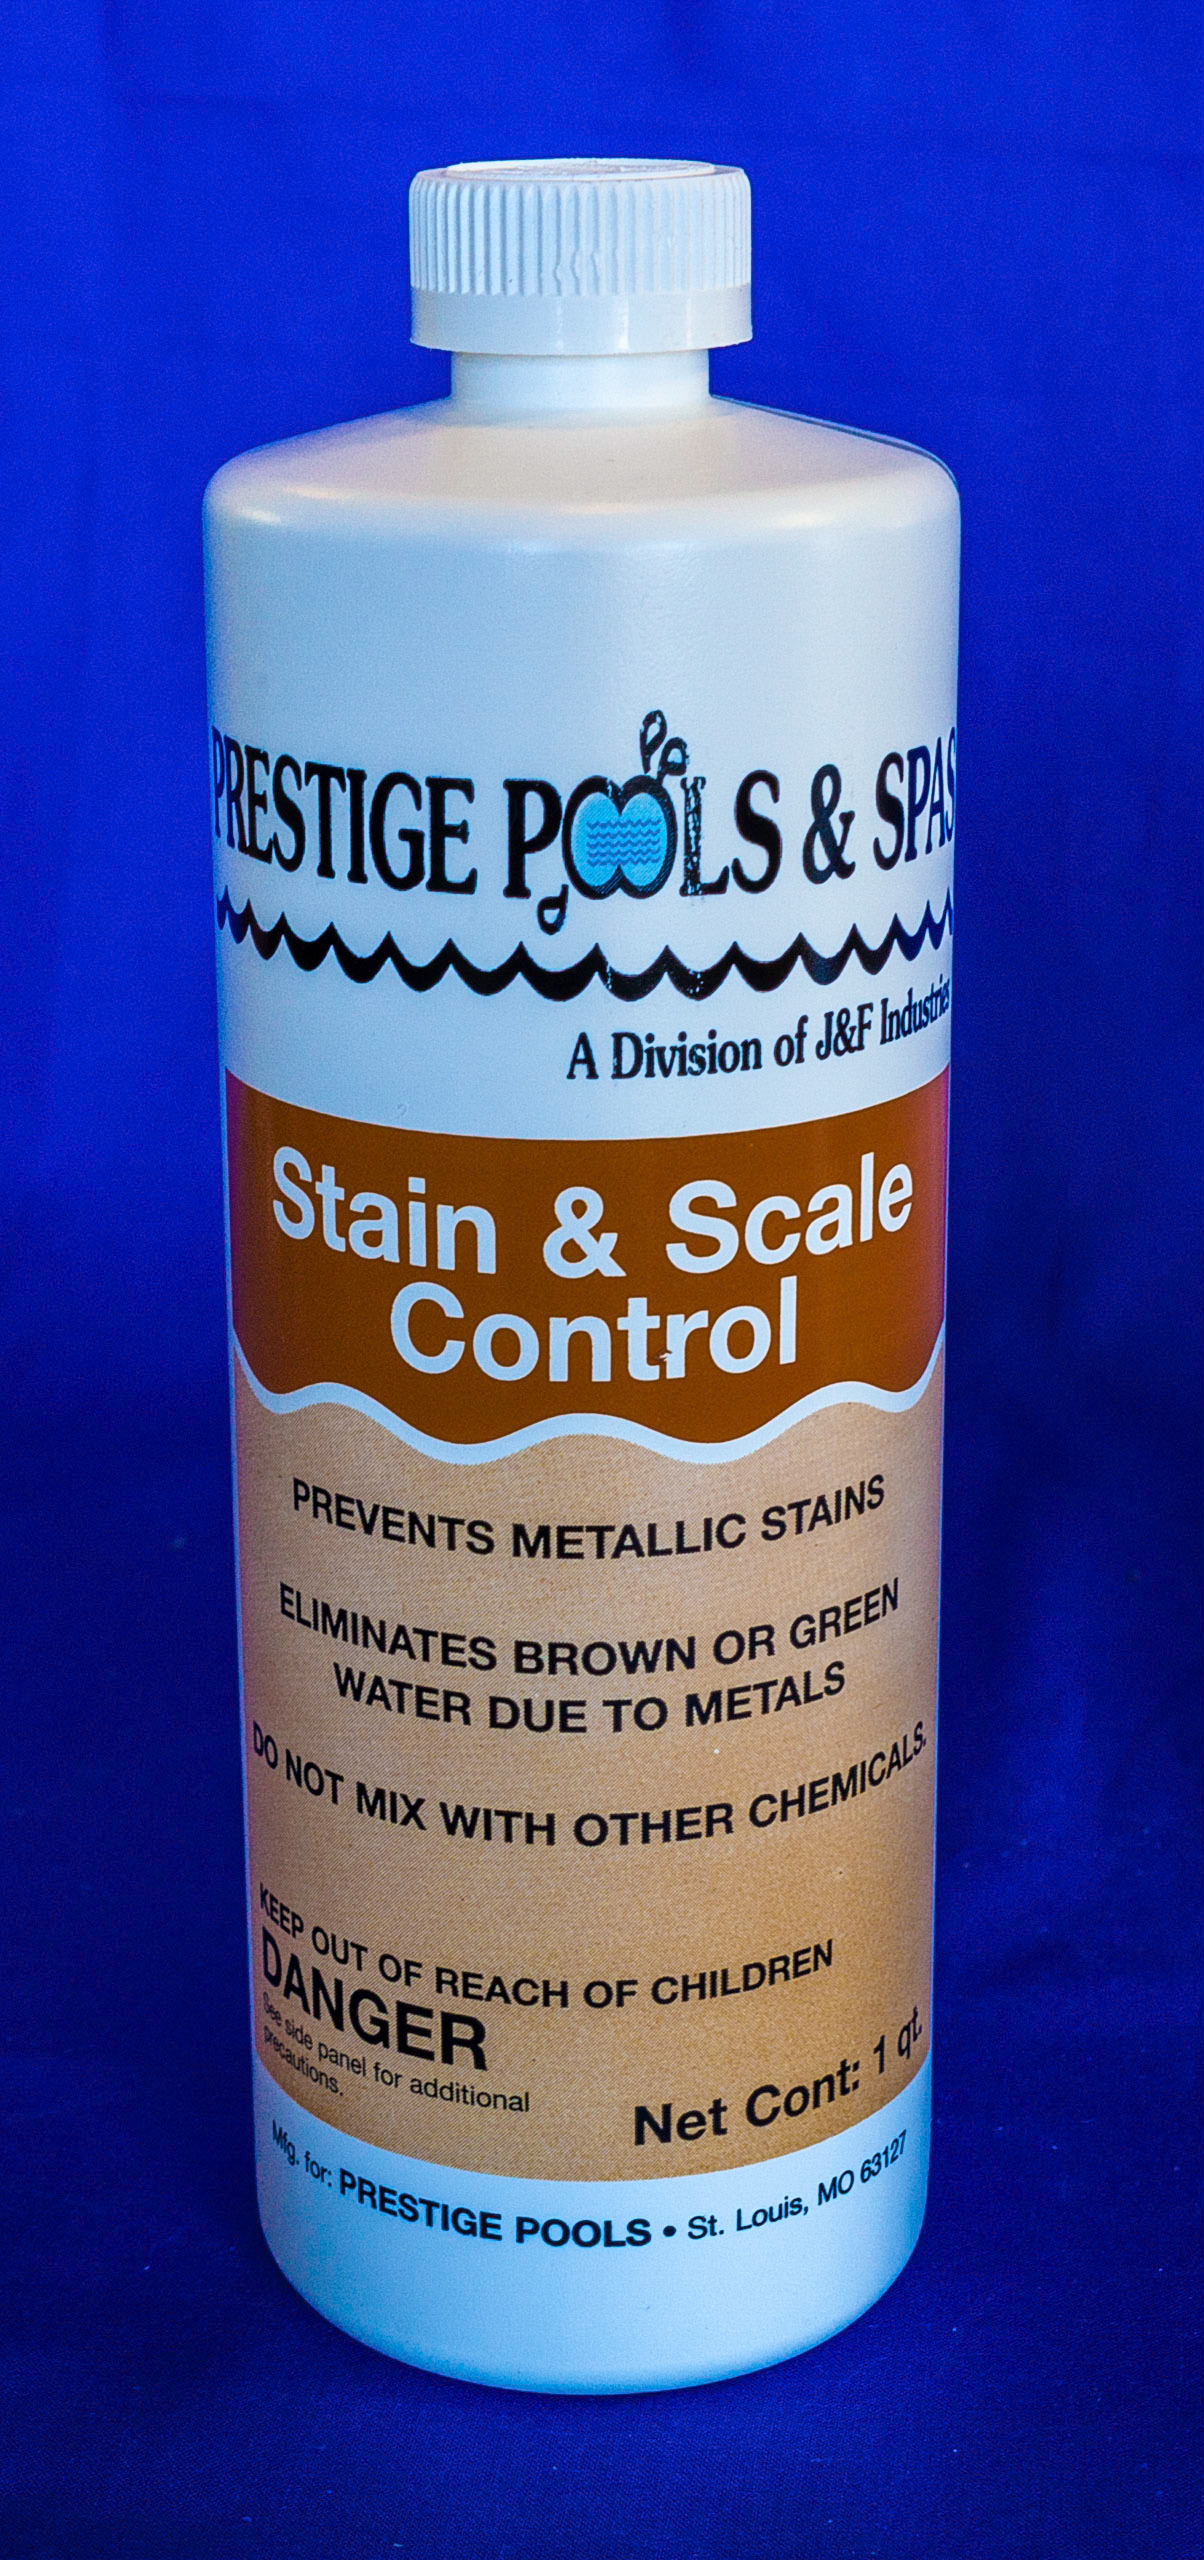 PRESTIGE POOLS & SPAS
A Division of J&F Industries
Stain & Scale
Control
PREVENTS METALLIC STAINS
ELIMINATES BROWN OR GREEN
WATER DUE TO METALS
DO NOT MIX WITH OTHER CHEMICALS.
KEEP OUT OF REACH OF CHILDREN
DANGER
See side panel for additional
precautions.
Net Cont: 1 qt.
Mfg. for: PRESTIGE POOLS • St. Louis, MO 63127